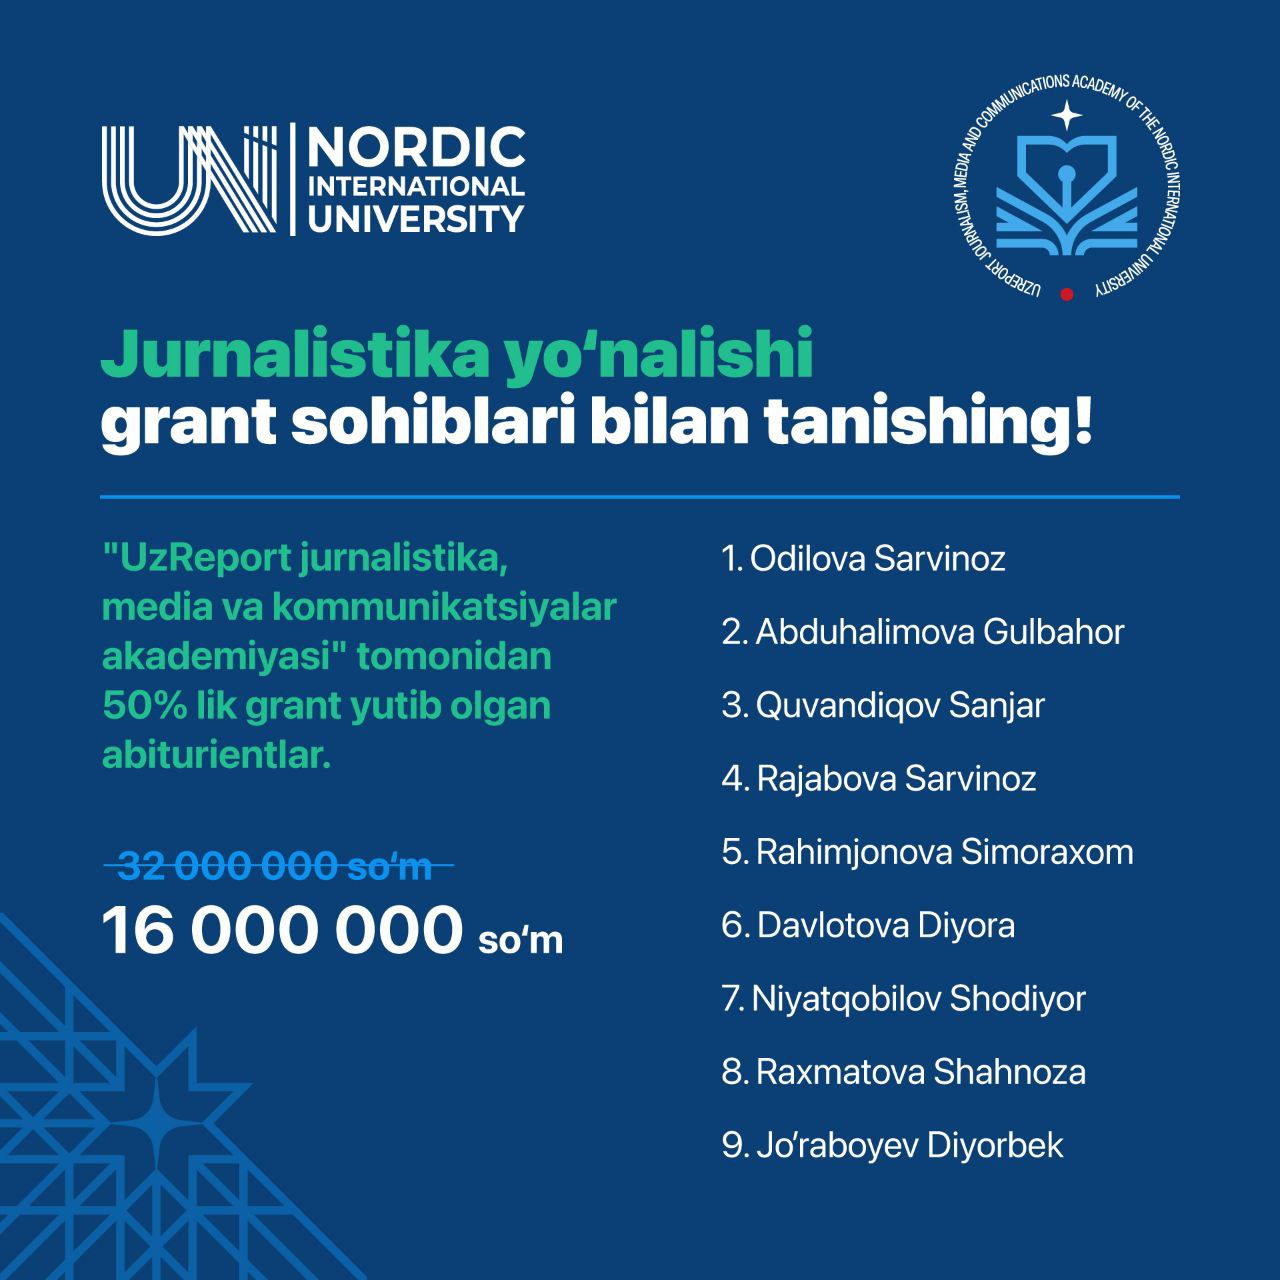 UNI
NORDIC
INTERNATIONAL
UNIVERSITY
UZREPORT JOURNALISM, MEDIA AND COMMUNICATIONS ACADEMY OF THE NORDIC INTERNATIONAL UNIVERSITY
Jurnalistika yo‘nalishi
grant sohiblari bilan tanishing!
"UzReport jurnalistika,
media va kommunikatsiyalar
akademiyasi" tomonidan
50% lik grant yutib olgan
abiturientlar.
32 000 000 so‘m
16 000 000 so‘m
1. Odilova Sarvinoz
2. Abduhalimova Gulbahor
3. Quvandiqov Sanjar
4. Rajabova Sarvinoz
5. Rahimjonova Simoraxom
6. Davlotova Diyora
7. Niyatqobilov Shodiyor
8. Raxmatova Shahnoza
9. Jo’raboyev Diyorbek